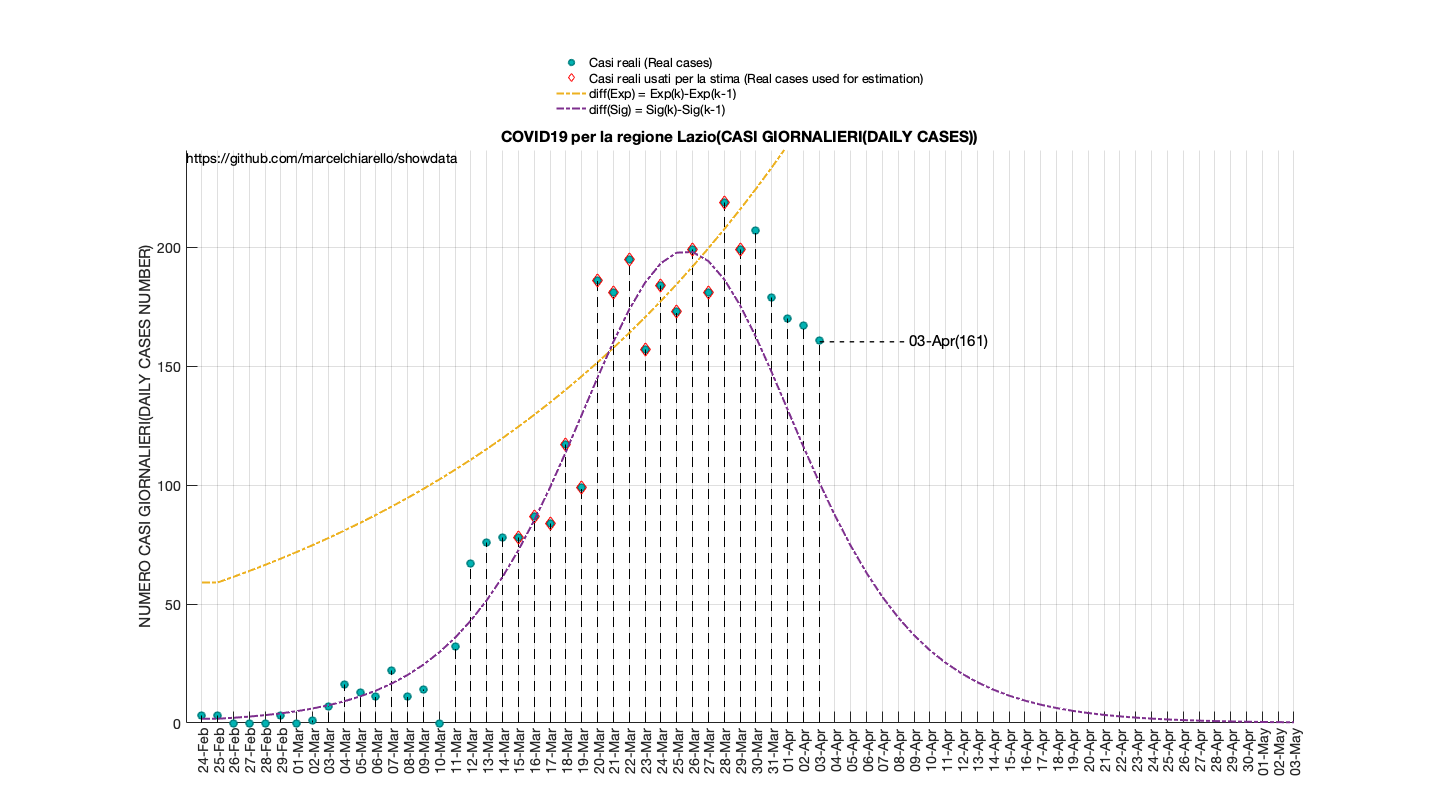 Casi reali (Real cases)
Casi reali usati per la stima (Real cases used for estimation)
diff(Exp) = Exp(k)-Exp(k-1)
diff(Sig) = Sig(k)-Sig(k-1)
COVID19 per la regione Lazio(CASI GIORNALIERI(DAILY CASES))
https://github.com/marcelchiarello/showdata
NUMERO CASI GIORNALIERI(DAILY CASES NUMBER)
200
150
100
50
0
03-Apr(161)
24-Feb
25-Feb
26-Feb
27-Feb
28-Feb
29-Feb
01-Mar
02-Mar
03-Mar
04-Mar
05-Mar
06-Mar
07-Mar
08-Mar
09-Mar
10-Mar
11-Mar
12-Mar
13-Mar
14-Mar
15-Mar
16-Mar
17-Mar
18-Mar
19-Mar
20-Mar
21-Mar
22-Mar
23-Mar
24-Mar
25-Mar
26-Mar
27-Mar
28-Mar
29-Mar
30-Mar
31-Mar
01-Apr
02-Apr
03-Apr
04-Apr
05-Apr
06-Apr
07-Apr
08-Apr
09-Apr
10-Apr
11-Apr
12-Apr
13-Apr
14-Apr
15-Apr
16-Apr
17-Apr
18-Apr
19-Apr
20-Apr
21-Apr
22-Apr
23-Apr
24-Apr
25-Apr
26-Apr
27-Apr
28-Apr
29-Apr
30-Apr
01-May
02-May
03-May